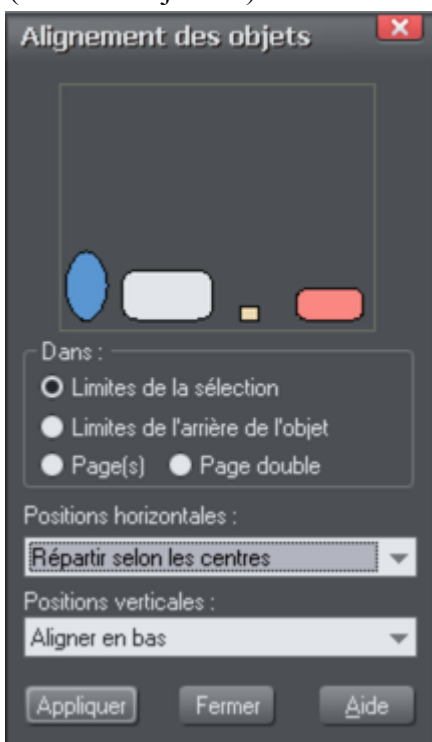 Alignement des objets
Dans :
Limites de la sélection
Limites de l'arrière de l'objet
Page(s) Page double
Positions horizontales :
Répartir selon les centres
Positions verticales :
Aligner en bas
Appliquer Fermer Aide